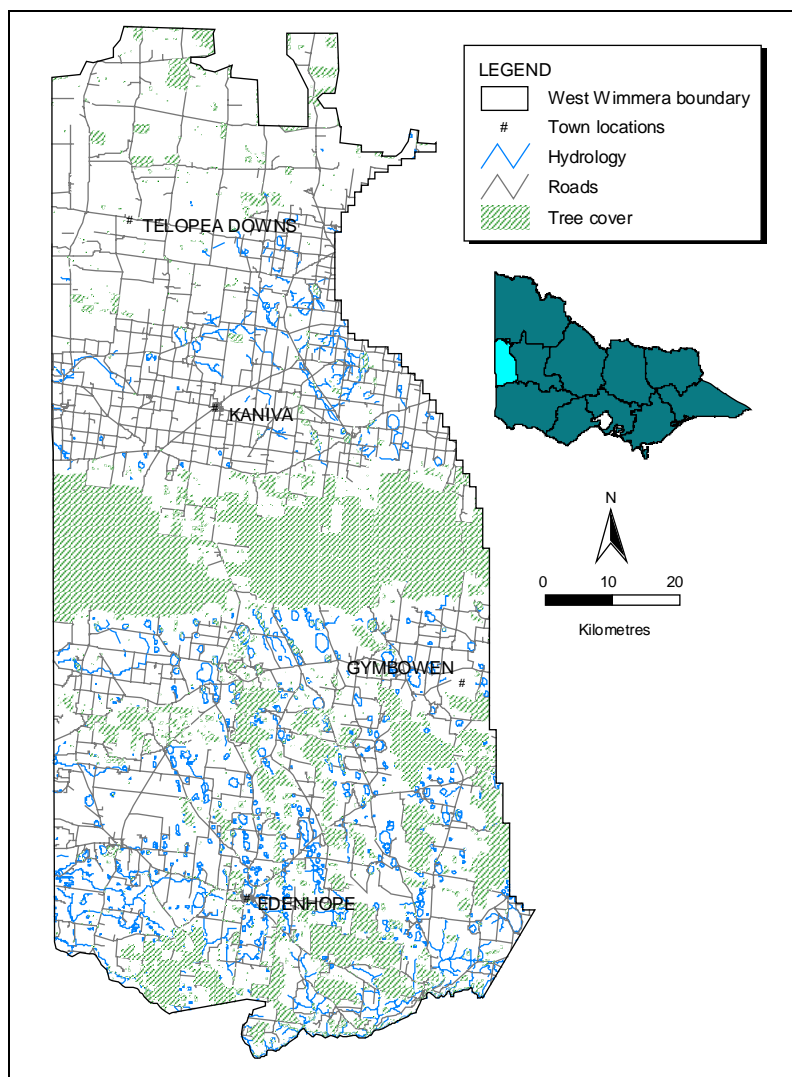 LEGEND
West Wimmera boundary
# Town locations
Hydrology
Roads
Tree cover
# TELOPEA DOWNS
# KANIVA
GYMBOWEN
#
# EDENHOPE
N
0 10 20
Kilometres